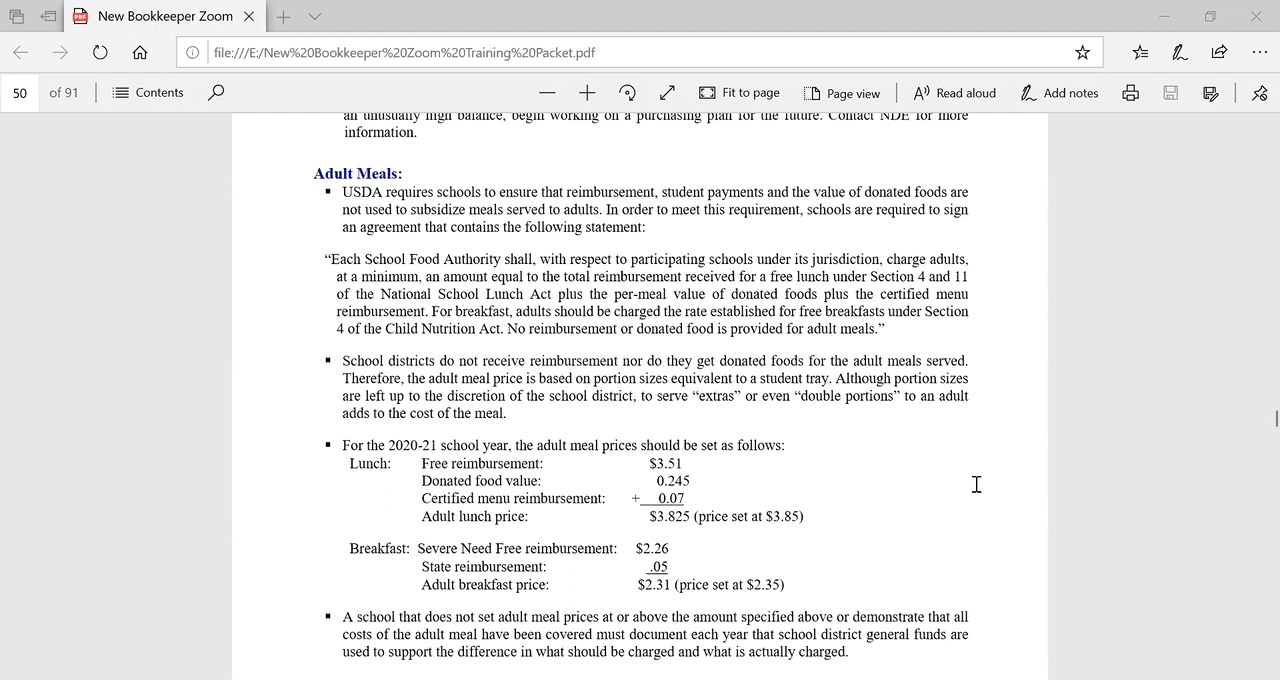 New Bookkeeper Zoom
file:///E:/New%20Bookkeeper%20Zoom%20Training%20Packet.pdf
50 of 91 Contents Fit to page Page view Read aloud Add notes
an unusually high balance, begin working on a purchasing plan for the future. Contact NDE for more
information.
Adult Meals:
▪ USDA requires schools to ensure that reimbursement, student payments and the value of donated foods are
not used to subsidize meals served to adults. In order to meet this requirement, schools are required to sign
an agreement that contains the following statement:
“Each School Food Authority shall, with respect to participating schools under its jurisdiction, charge adults,
at a minimum, an amount equal to the total reimbursement received for a free lunch under Section 4 and 11
of the National School Lunch Act plus the per-meal value of donated foods plus the certified menu
reimbursement. For breakfast, adults should be charged the rate established for free breakfasts under Section
4 of the Child Nutrition Act. No reimbursement or donated food is provided for adult meals.”
▪ School districts do not receive reimbursement nor do they get donated foods for the adult meals served.
Therefore, the adult meal price is based on portion sizes equivalent to a student tray. Although portion sizes
are left up to the discretion of the school district, to serve “extras” or even “double portions” to an adult
adds to the cost of the meal.
▪ For the 2020-21 school year, the adult meal prices should be set as follows:
Lunch: Free reimbursement: $3.51
Donated food value: 0.245
Certified menu reimbursement: + 0.07
Adult lunch price: $3.825 (price set at $3.85)
Breakfast: Severe Need Free reimbursement: $2.26
State reimbursement: .05
Adult breakfast price: $2.31 (price set at $2.35)
▪ A school that does not set adult meal prices at or above the amount specified above or demonstrate that all
costs of the adult meal have been covered must document each year that school district general funds are
used to support the difference in what should be charged and what is actually charged.